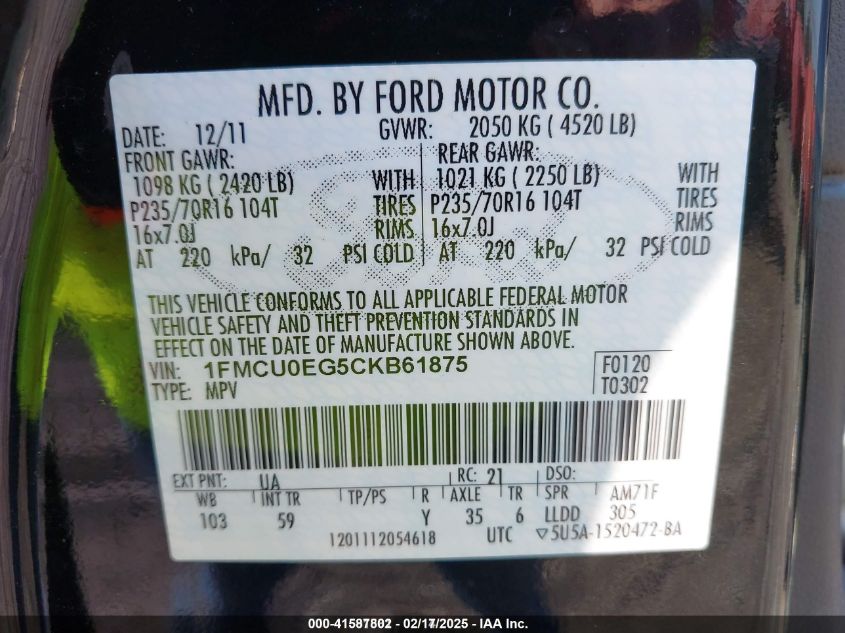 MFD. BY FORD MOTOR CO.
DATE: 12/11 GVWR: 2050 KG ( 4520 LB)
FRONT GAWR: REAR GAWR:
1098 KG ( 2420 LB) WITH 1021 KG ( 2250 LB) WITH
P235/70R16 104T TIRES P235/70R16 104T TIRES
16x7.0J RIMS 16x7.0J RIMS
AT 220 kPa/ 32 PSI COLD AT 220 kPa/ 32 PSI COLD
THIS VEHICLE CONFORMS TO ALL APPLICABLE FEDERAL MOTOR
VEHICLE SAFETY AND THEFT PREVENTION STANDARDS IN
EFFECT ON THE DATE OF MANUFACTURE SHOWN ABOVE.
VIN: 1FMCU0EG5CKB61875 F0120
TYPE: MPV T0302
EXT PNT: UA RC: 21 DSO:
WB INT TR TP/PS R AXLE TR SPR AM71F
103 59 Y 35 6 LLDD 305
1201112054618 UTC ▽5U5A-1520472-BA
000-41587802 - 02/17/2025 - IAA Inc.